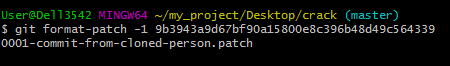 User@Dell3542 MINGW64 ~/my_project/Desktop/crack (master)
$ git format-patch -1 9b3943a9d67bf90a15800e8c396b48d49c564339
0001-commit-from-cloned-person.patch